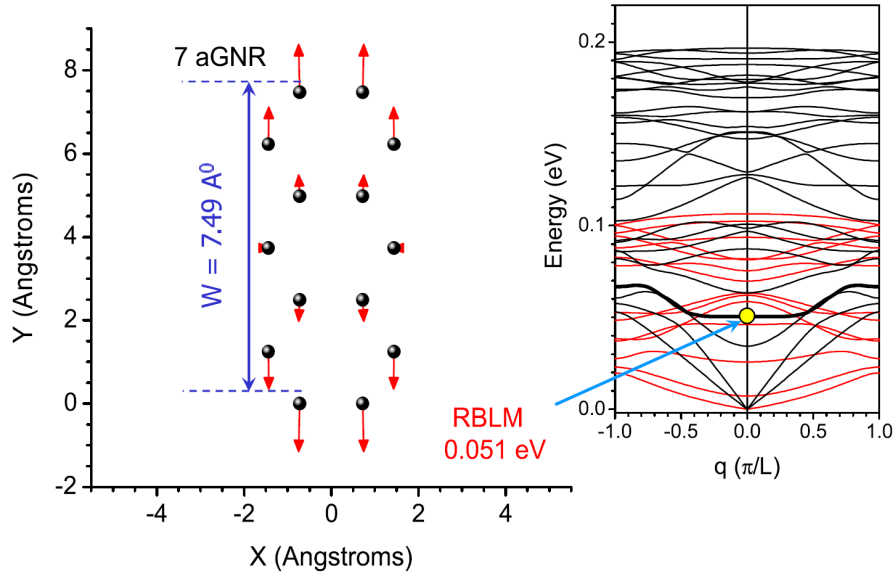 7 aGNR
W = 7.49 A⁰
Y (Angstroms)
8
6
4
2
0
-2
-4
-2
0
2
4
X (Angstroms)
RBLM
0.051 eV
Energy (eV)
0.2
0.1
0.0
-1.0
-0.5
0.0
0.5
1.0
q (π/L)